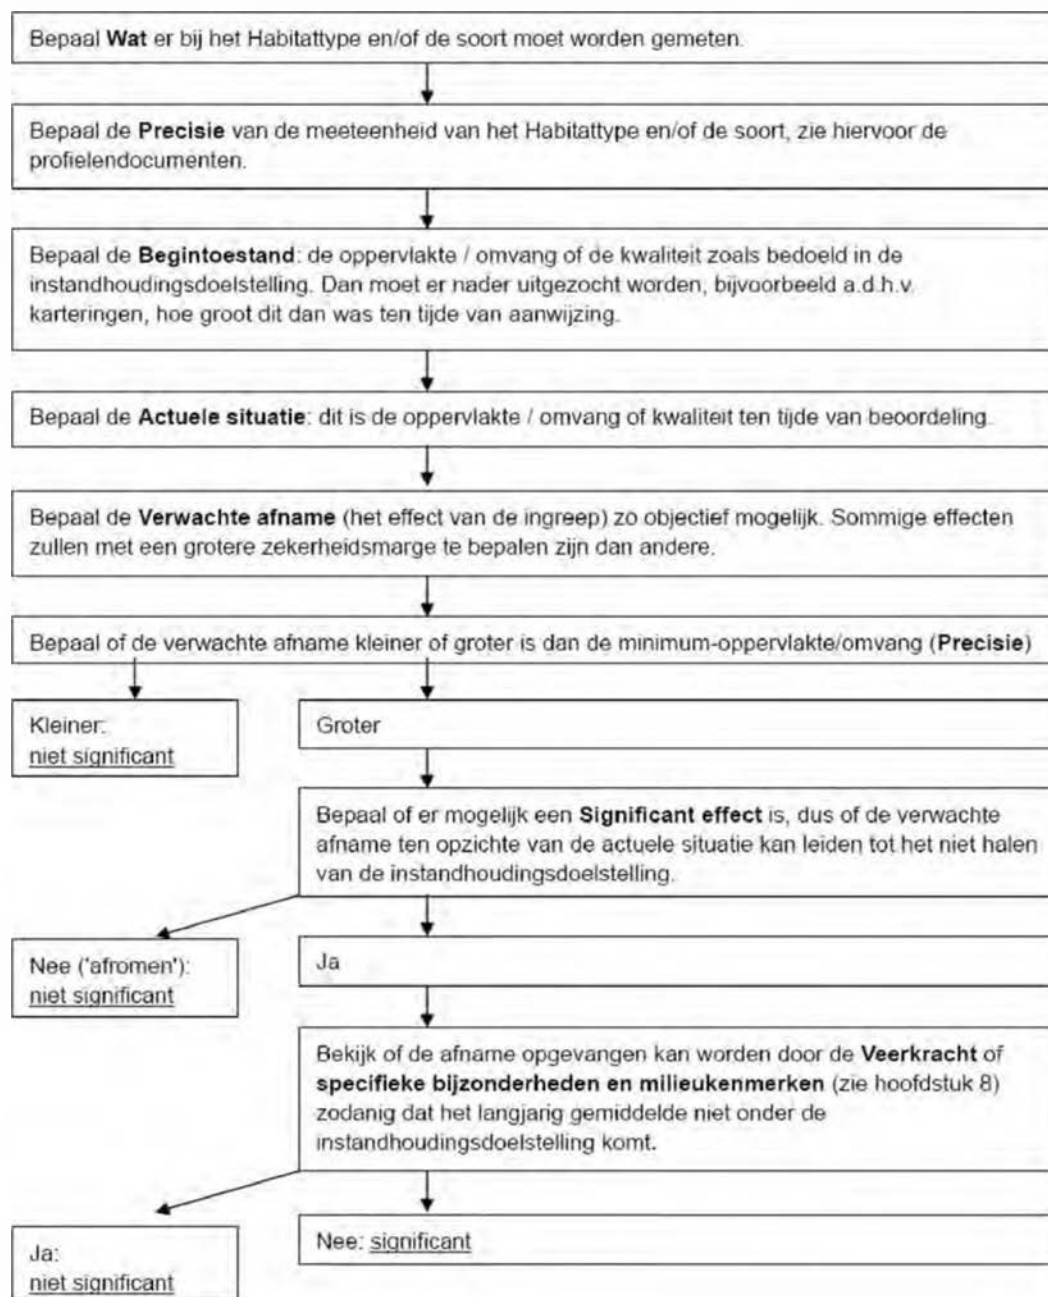 Bepaal Wat er bij het Habitattype en/of de soort moet worden gemeten.
Bepaal de Precisie van de meeteenheid van het Habitattype en/of de soort, zie hiervoor de
profielendocumenten.
Bepaal de Begintoestand: de oppervlakte / omvang of de kwaliteit zoals bedoeld in de
instandhoudingsdoelstelling. Dan moet er nader uitgezocht worden, bijvoorbeeld a.d.h.v.
karteringen, hoe groot dit dan was ten tijde van aanwijzing.
Bepaal de Actuele situatie: dit is de oppervlakte / omvang of kwaliteit ten tijde van beoordeling.
Bepaal de Verwachte afname (het effect van de ingreep) zo objectief mogelijk. Sommige effecten
zullen met een grotere zekerheidsmarge te bepalen zijn dan andere.
Bepaal of de verwachte afname kleiner of groter is dan de minimum-oppervlakte/omvang (Precisie)
Kleiner:
niet significant
Groter
Bepaal of er mogelijk een Significant effect is, dus of de verwachte
afname ten opzichte van de actuele situatie kan leiden tot het niet halen
van de instandhoudingsdoelstelling.
Nee ('afromen'):
niet significant
Ja
Bekijk of de afname opgevangen kan worden door de Veerkracht of
specifieke bijzonderheden en milieukenmerken (zie hoofdstuk 8)
zodanig dat het langjarig gemiddelde niet onder de
instandhoudingsdoelstelling komt.
Ja:
niet significant
Nee: significant